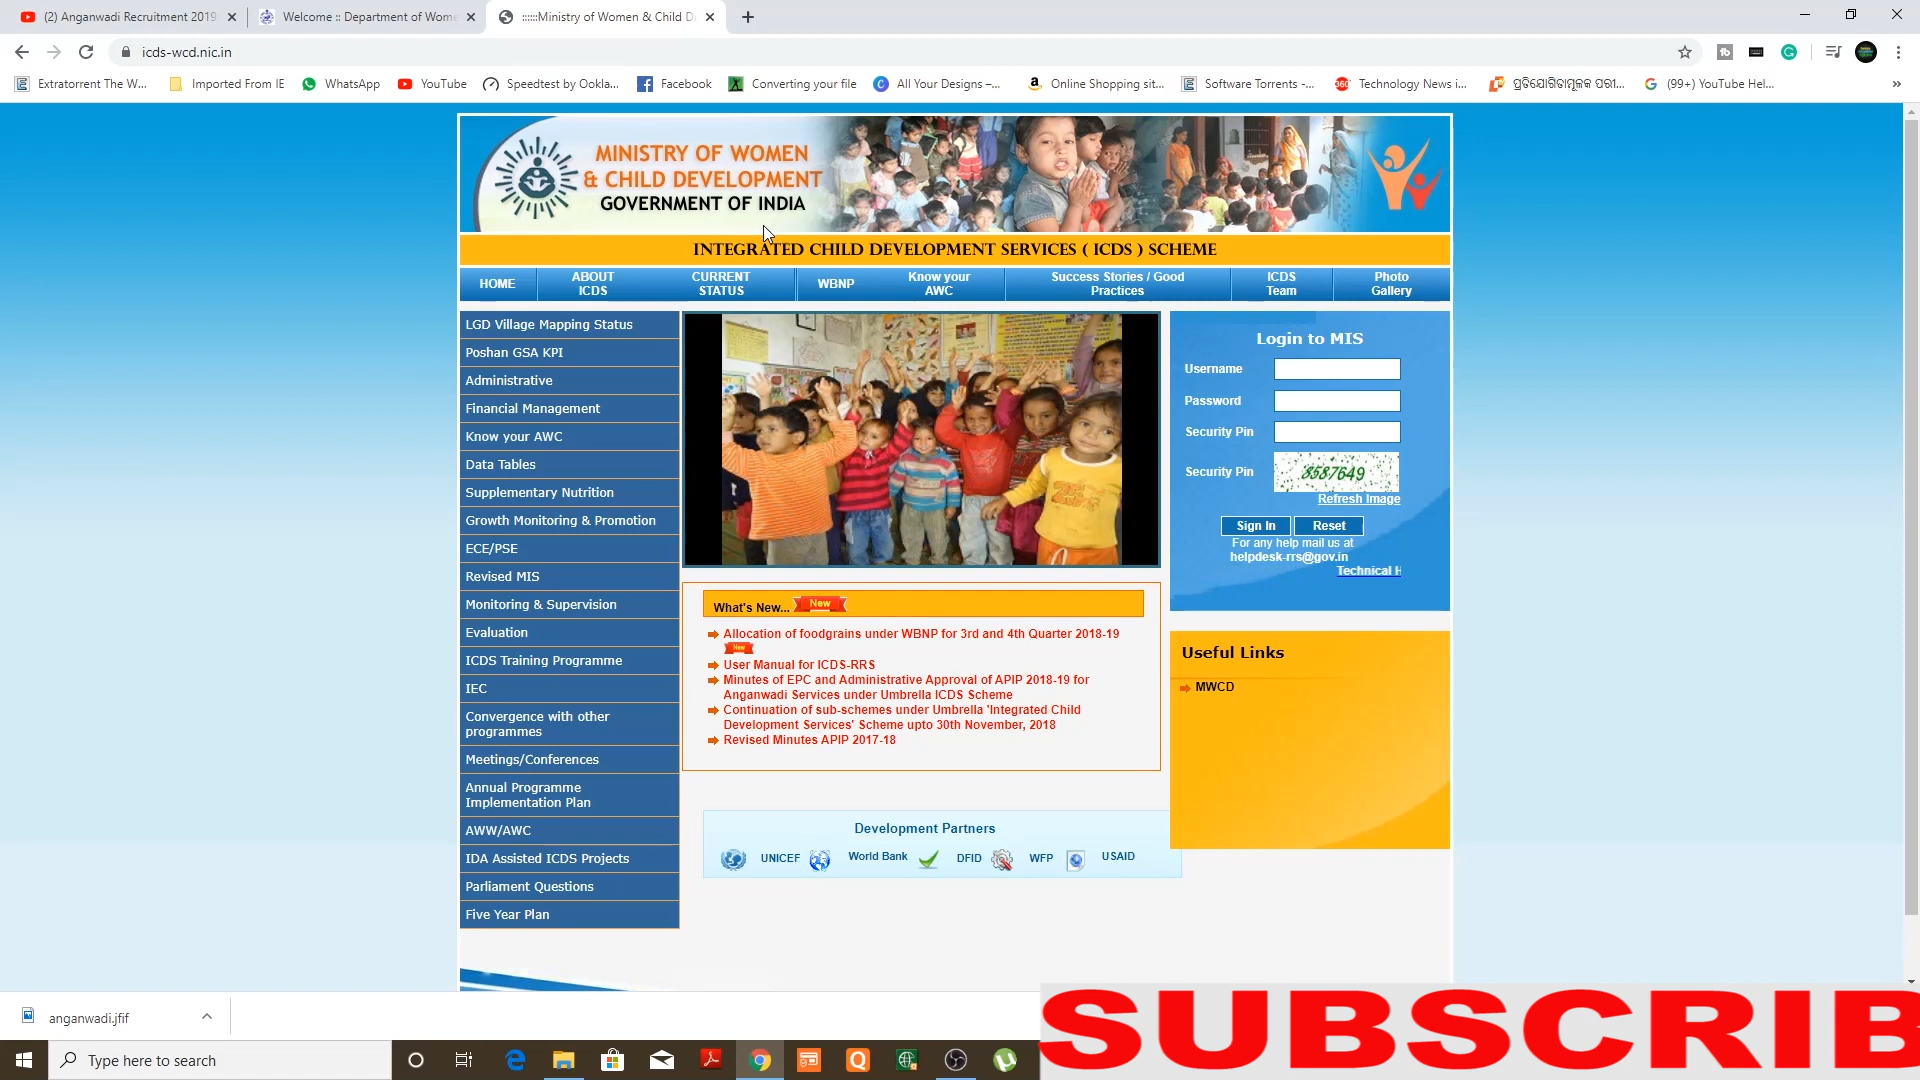 (2) Anganwadi Recruitment 2019
Welcome :: Department of Wome
::::::Ministry of Women & Child D
icds-wcd.nic.in
Extratorrent The W...
Imported From IE
WhatsApp
YouTube
Speedtest by Ookla...
Facebook
Converting your file
All Your Designs –...
Online Shopping sit...
Software Torrents -...
Technology News i...
ପ୍ରତିଯୋଗିତାମୂଳକ ପରୀ...
(99+) YouTube Hel...
MINISTRY OF WOMEN
& CHILD DEVELOPMENT
GOVERNMENT OF INDIA
INTEGRATED CHILD DEVELOPMENT SERVICES ( ICDS ) SCHEME
HOME
ABOUT
ICDS
CURRENT
STATUS
WBNP
Know your
AWC
Success Stories / Good
Practices
ICDS
Team
Photo
Gallery
LGD Village Mapping Status
Poshan GSA KPI
Administrative
Financial Management
Know your AWC
Data Tables
Supplementary Nutrition
Growth Monitoring & Promotion
ECE/PSE
Revised MIS
Monitoring & Supervision
Evaluation
ICDS Training Programme
IEC
Convergence with other
programmes
Meetings/Conferences
Annual Programme
Implementation Plan
AWW/AWC
IDA Assisted ICDS Projects
Parliament Questions
Five Year Plan
What's New... New
Allocation of foodgrains under WBNP for 3rd and 4th Quarter 2018-19
New
User Manual for ICDS-RRS
Minutes of EPC and Administrative Approval of APIP 2018-19 for
Anganwadi Services under Umbrella ICDS Scheme
Continuation of sub-schemes under Umbrella 'Integrated Child
Development Services' Scheme upto 30th November, 2018
Revised Minutes APIP 2017-18
Development Partners
UNICEF
World Bank
DFID
WFP
USAID
Login to MIS
Username
Password
Security Pin
Security Pin 8587649
Refresh Image
Sign In Reset
For any help mail us at
helpdesk-rrs@gov.in
Technical H
Useful Links
MWCD
anganwadi.jfif
SUBSCRIB
Type here to search